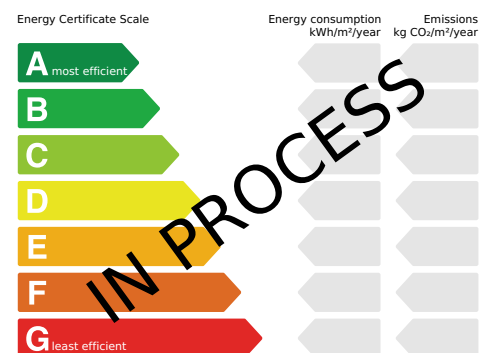 Energy Certificate Scale
Energy consumption
kWh/m²/year
Emissions
kg CO₂/m²/year
A most efficient
B
C
D
E
F
G least efficient
IN PROCESS